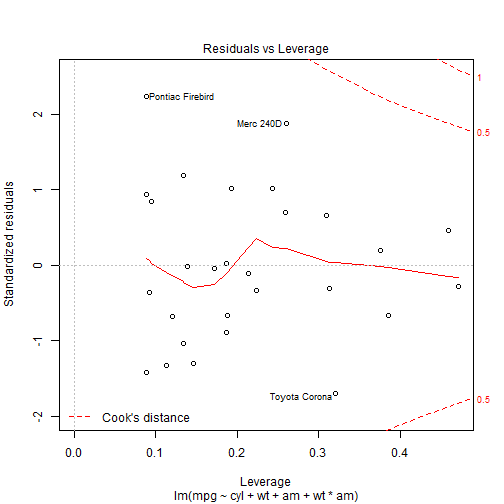 Residuals vs Leverage
Pontiac Firebird
Merc 240D
Toyota Corona
Cook's distance
1
0.5
0.5
2
1
0
-1
-2
Standardized residuals
0.0 0.1 0.2 0.3 0.4
Leverage
lm(mpg ~ cyl + wt + am + wt * am)